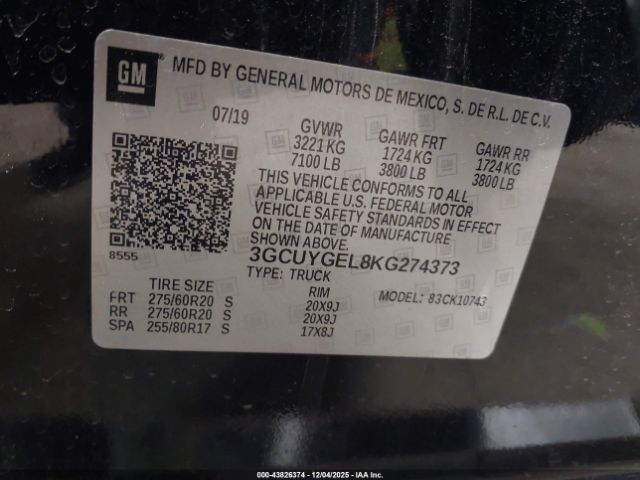 GM
MFD BY GENERAL MOTORS DE MEXICO, S. DE R.L. DE C.V.
07/19 GVWR GAWR FRT GAWR RR
3221 KG 1724 KG 1724 KG
7100 LB 3800 LB 3800 LB
THIS VEHICLE CONFORMS TO ALL
APPLICABLE U.S. FEDERAL MOTOR
VEHICLE SAFETY STANDARDS IN EFFECT
ON THE DATE OF MANUFACTURE
SHOWN ABOVE.
8555
3GCUYGEL8KG274373
TYPE: TRUCK
TIRE SIZE RIM MODEL: 83CK10743
FRT 275/60R20 S 20X9J
RR 275/60R20 S 20X9J
SPA 255/80R17 S 17X8J
000-43826374 - 12/04/2025 - IAA, Inc.